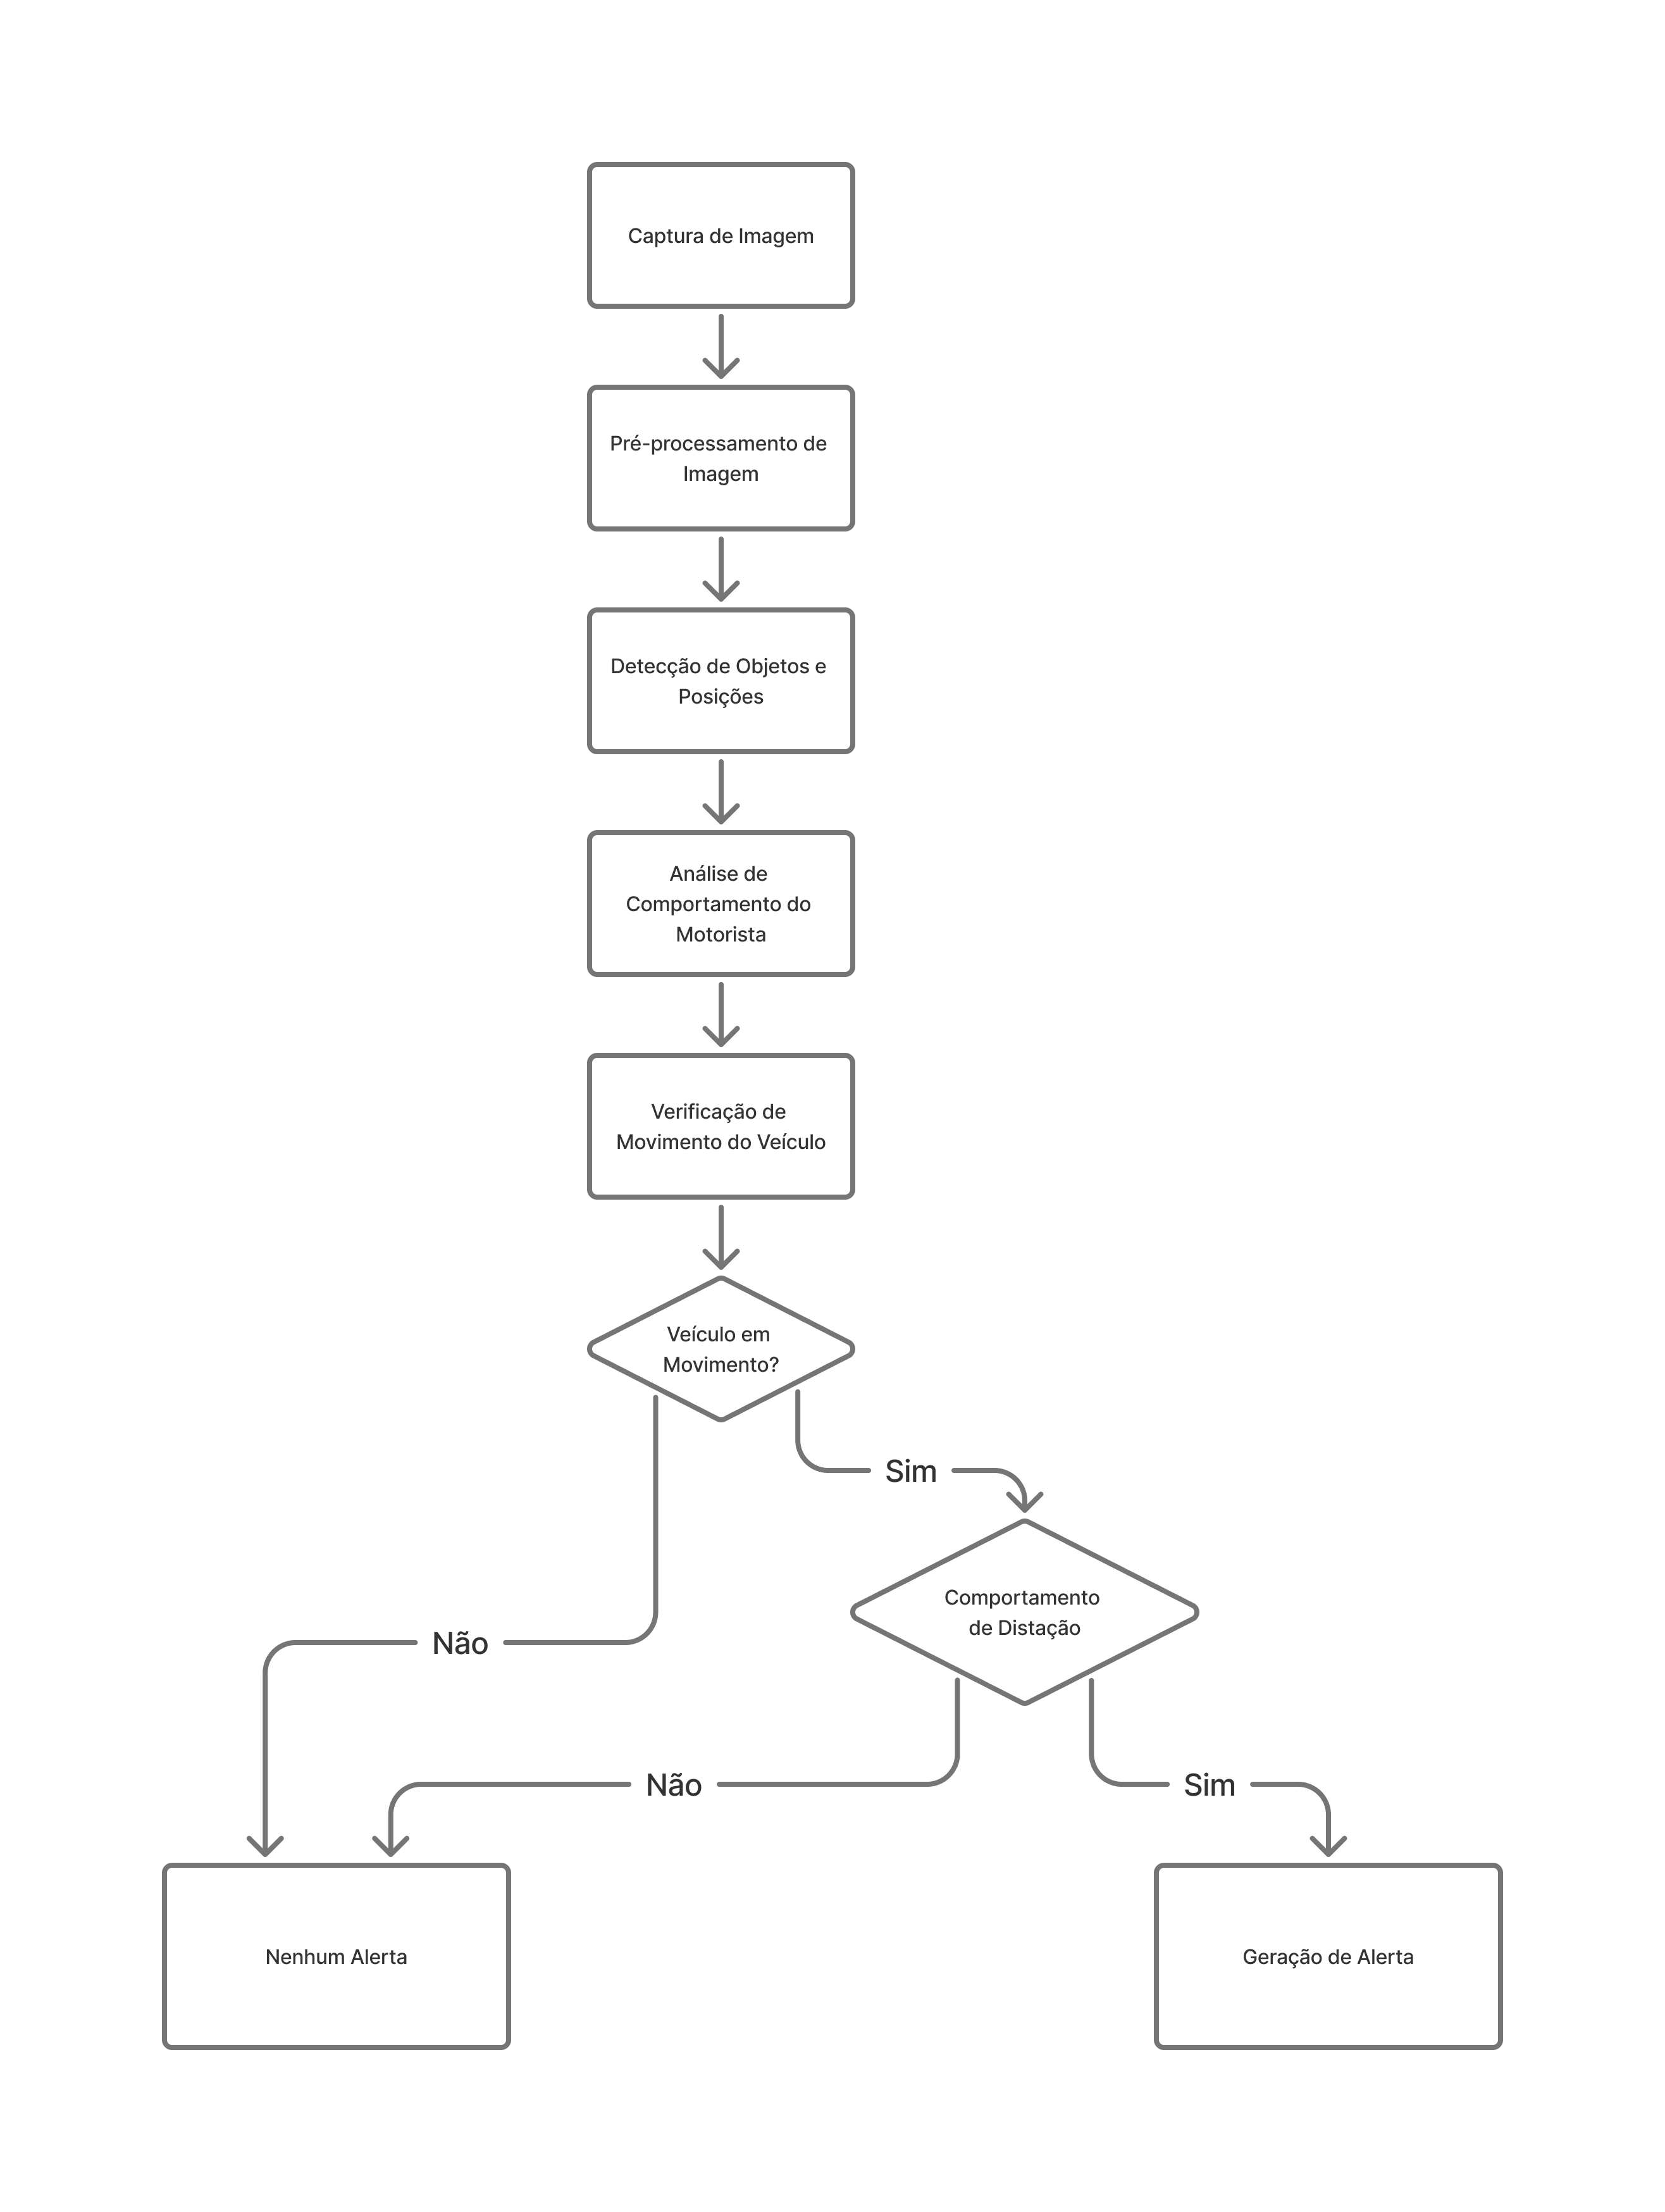 Captura de Imagem
Pré-processamento de
Imagem
Detecção de Objetos e
Posições
Análise de
Comportamento do
Motorista
Verificação de
Movimento do Veículo
Veículo em
Movimento?
Sim
Comportamento
de Distação
Não
Não
Sim
Nenhum Alerta
Geração de Alerta